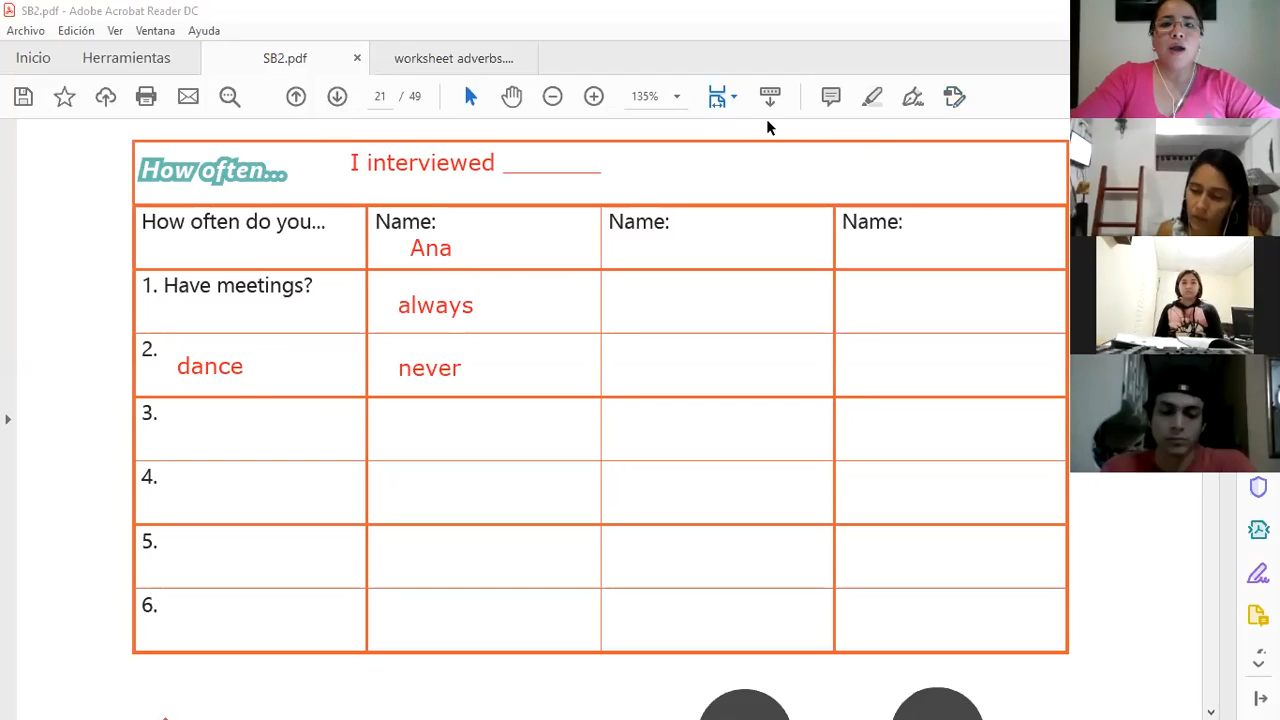 SB2.pdf - Adobe Acrobat Reader DC
Archivo Edición Ver Ventana Ayuda
Inicio Herramientas SB2.pdf × worksheet adverbs....
21 / 49 135%
How often... I interviewed ________
How often do you... Name: Name: Name:
Ana
1. Have meetings? always
2. dance never
3.
4.
5.
6.